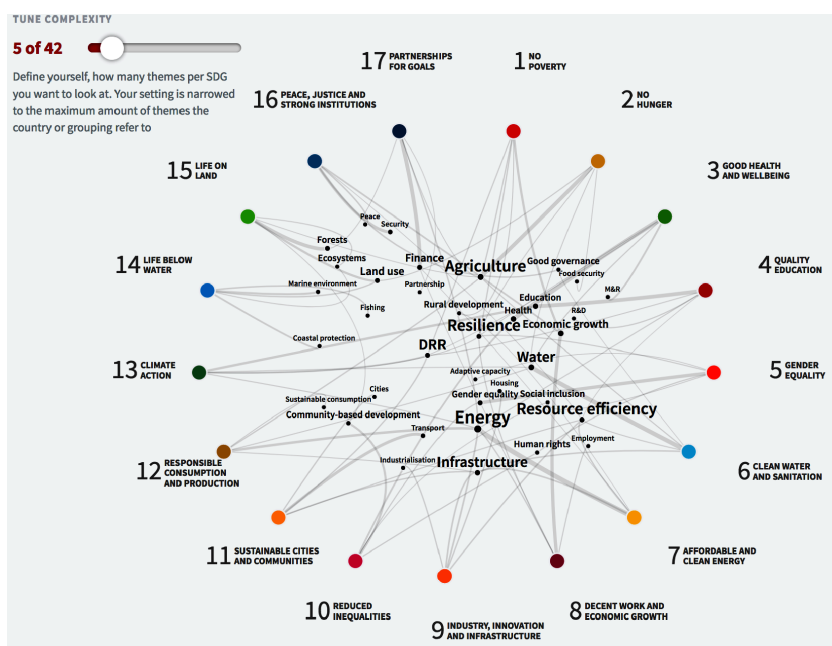 TUNE COMPLEXITY
5 of 42
Define yourself, how many themes per SDG
you want to look at. Your setting is narrowed
to the maximum amount of themes the
country or grouping refer to
17 PARTNERSHIPS
FOR GOALS
1 NO
POVERTY
16 PEACE, JUSTICE AND
STRONG INSTITUTIONS
2 NO
HUNGER
15 LIFE ON
LAND
3 GOOD HEALTH
AND WELLBEING
14 LIFE BELOW
WATER
4 QUALITY
EDUCATION
13 CLIMATE
ACTION
5 GENDER
EQUALITY
12 RESPONSIBLE
CONSUMPTION
AND PRODUCTION
6 CLEAN WATER
AND SANITATION
11 SUSTAINABLE CITIES
AND COMMUNITIES
7 AFFORDABLE AND
CLEAN ENERGY
10 REDUCED
INEQUALITIES
8 DECENT WORK AND
ECONOMIC GROWTH
9 INDUSTRY, INNOVATION
AND INFRASTRUCTURE
Peace
Security
Forests
Ecosystems
Finance
Agriculture
Good governance
Land use
Food security
Marine environment
Partnership
M&R
Education
Fishing
Rural development
Health
R&D
Resilience
Economic growth
Coastal protection
DRR
Water
Adaptive capacity
Housing
Cities
Gender equality
Social inclusion
Sustainable consumption
Community-based development
Energy
Resource efficiency
Transport
Employment
Human rights
Industrialisation
Infrastructure